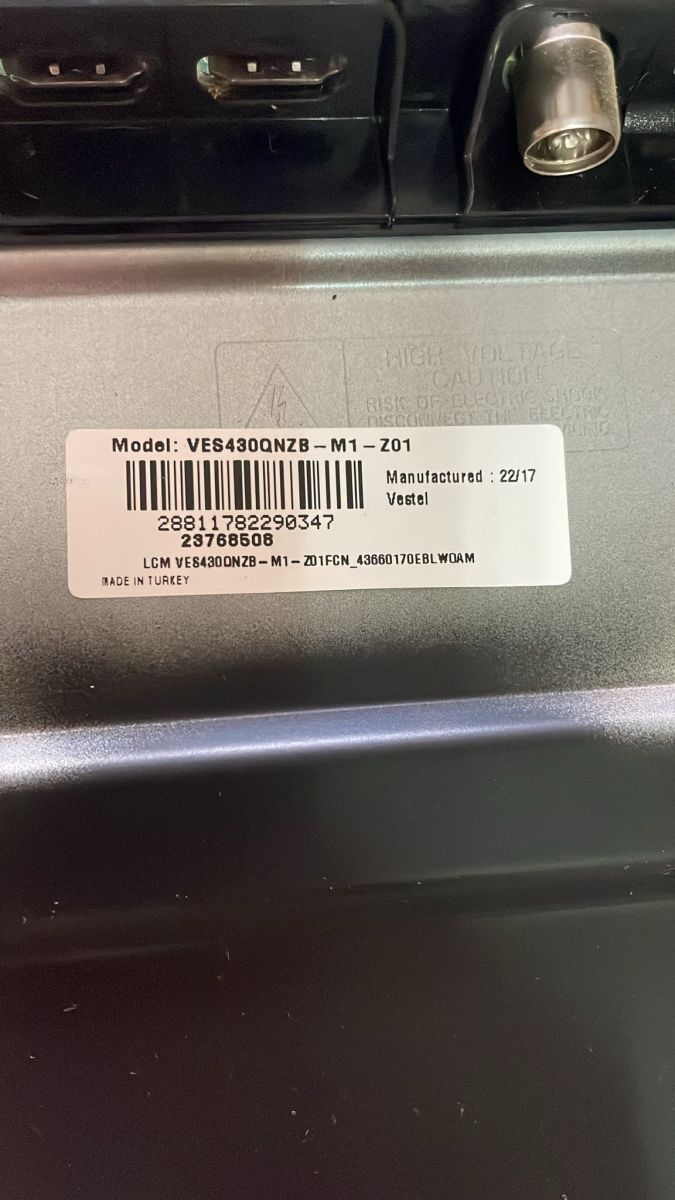 HIGH VOLTAGE
CAUTION
RISK OF ELECTRIC SHOCK
DISCONNECT THE ELECTRIC
Model: VES430QNZB-M1-Z01
Manufactured : 22/17
Vestel
28811782290347
23768508
LCM VES430QNZB-M1-Z01FCN_43660170EBLWOAM
MADE IN TURKEY